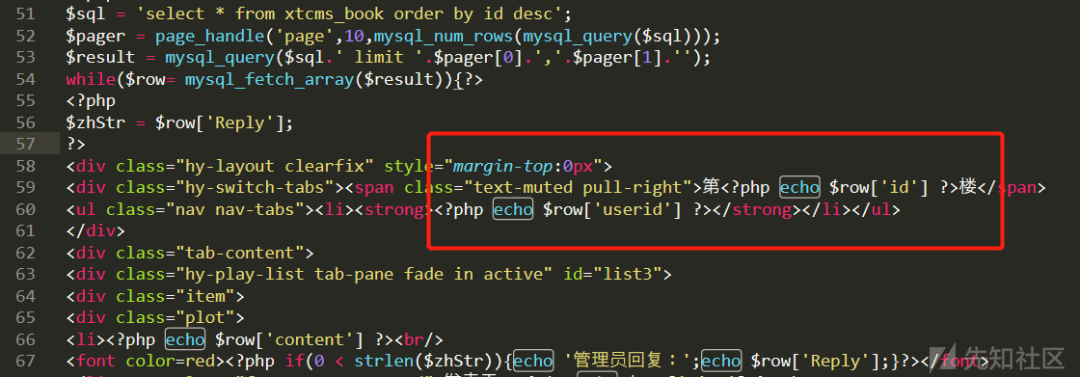 51 $sql = 'select * from xtcms_book order by id desc';
52 $pager = page_handle('page',10,mysql_num_rows(mysql_query($sql)));
53 $result = mysql_query($sql.' limit '.$pager[0].','.$pager[1].'');
54 while($row= mysql_fetch_array($result)){?>
55 <?php
56 $zhStr = $row['Reply'];
57 ?>
58 <div class="hy-layout clearfix" style="margin-top:0px">
59 <div class="hy-switch-tabs"><span class="text-muted pull-right">第<?php echo $row['id'] ?>楼</span>
60 <ul class="nav nav-tabs"><li><strong><?php echo $row['userid'] ?></strong></li></ul>
61 </div>
62 <div class="tab-content">
63 <div class="hy-play-list tab-pane fade in active" id="list3">
64 <div class="item">
65 <div class="plot">
66 <li><?php echo $row['content'] ?><br/>
67 <font color=red><?php if(0 < strlen($zhStr)){echo '管理员回复：';echo $row['Reply'];}?></font>
先知社区